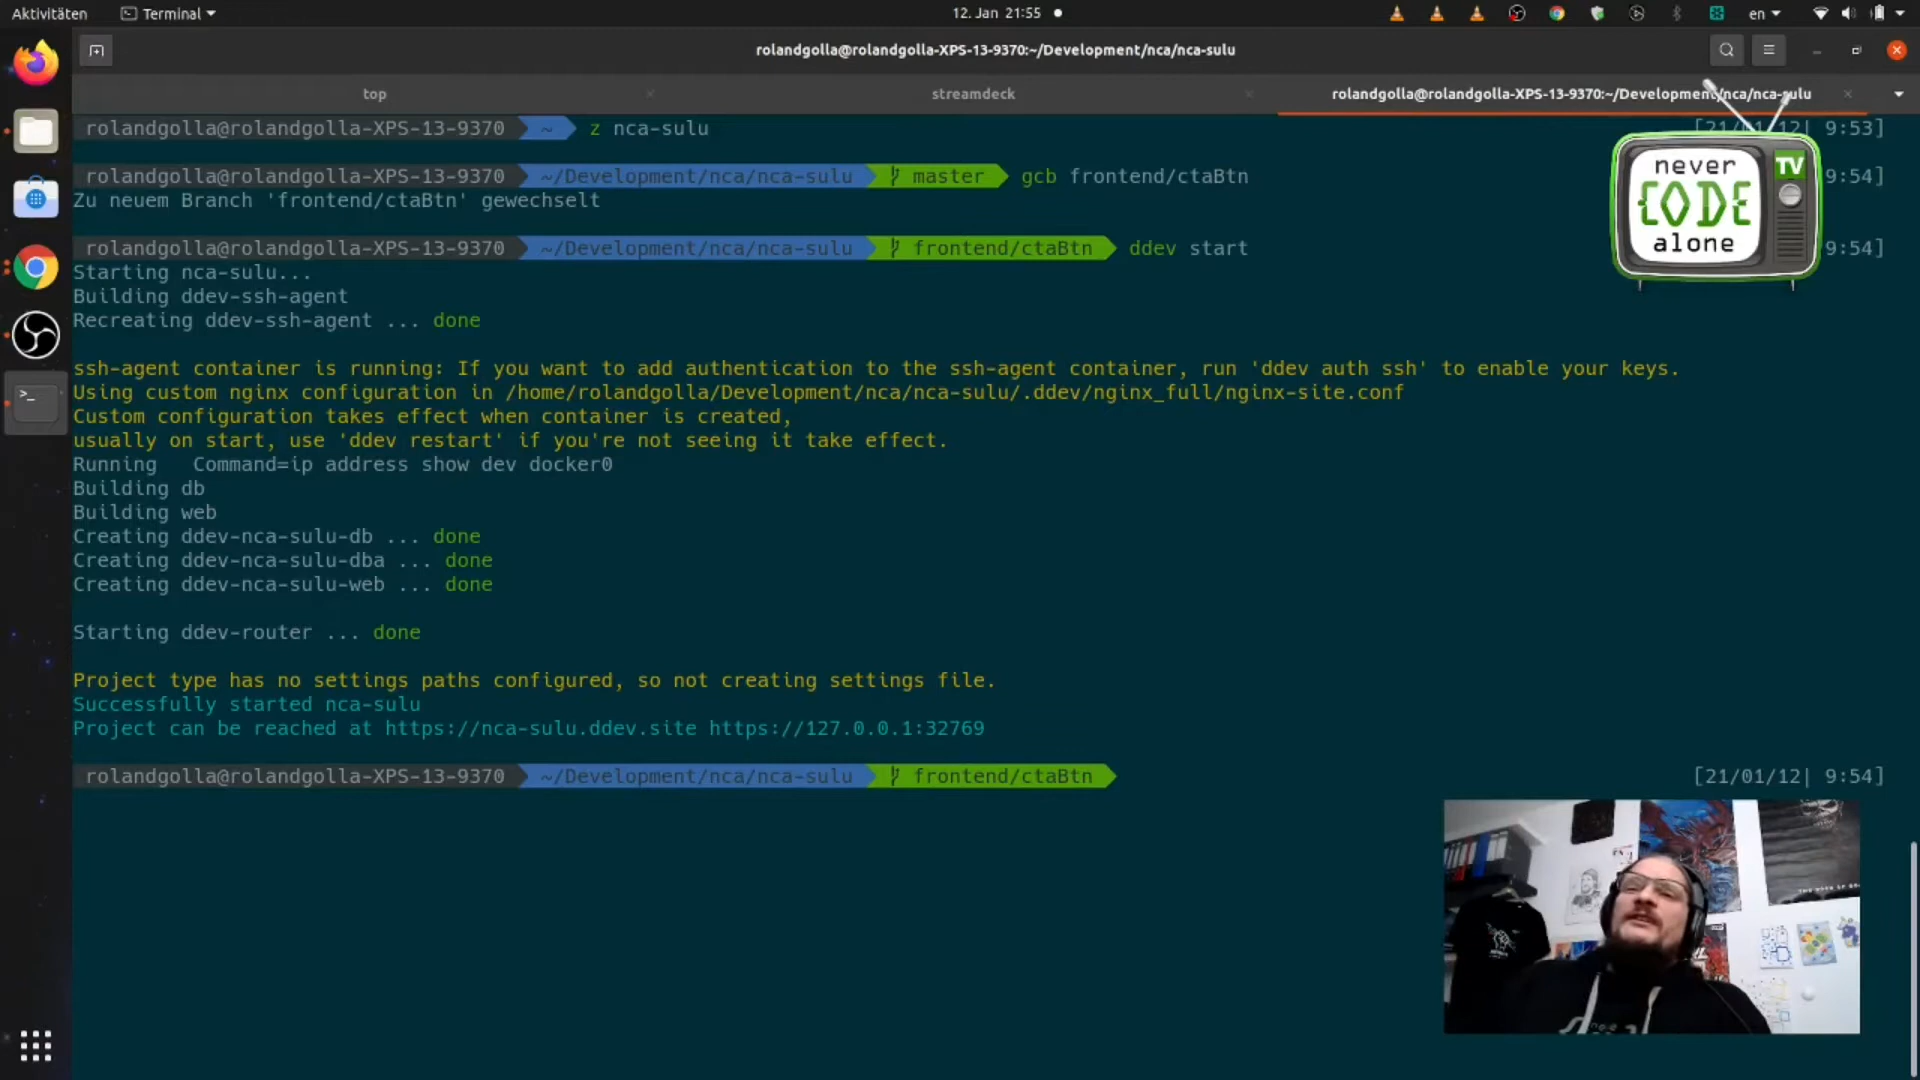 Aktivitäten
Terminal
12. Jan 21:55
en
rolandgolla@rolandgolla-XPS-13-9370:~/Development/nca/nca-sulu
top
streamdeck
rolandgolla@rolandgolla-XPS-13-9370:~/Development/nca/nca-sulu
rolandgolla@rolandgolla-XPS-13-9370 ~ z nca-sulu [21/01/12| 9:53]
rolandgolla@rolandgolla-XPS-13-9370 ~/Development/nca/nca-sulu master gcb frontend/ctaBtn 9:54]
Zu neuem Branch 'frontend/ctaBtn' gewechselt
rolandgolla@rolandgolla-XPS-13-9370 ~/Development/nca/nca-sulu frontend/ctaBtn ddev start 9:54]
never
TV
{CODE}
alone
Starting nca-sulu...
Building ddev-ssh-agent
Recreating ddev-ssh-agent ... done
ssh-agent container is running: If you want to add authentication to the ssh-agent container, run 'ddev auth ssh' to enable your keys.
Using custom nginx configuration in /home/rolandgolla/Development/nca/nca-sulu/.ddev/nginx_full/nginx-site.conf
Custom configuration takes effect when container is created,
usually on start, use 'ddev restart' if you're not seeing it take effect.
Running Command=ip address show dev docker0
Building db
Building web
Creating ddev-nca-sulu-db ... done
Creating ddev-nca-sulu-dba ... done
Creating ddev-nca-sulu-web ... done
Starting ddev-router ... done
Project type has no settings paths configured, so not creating settings file.
Successfully started nca-sulu
Project can be reached at https://nca-sulu.ddev.site https://127.0.0.1:32769
rolandgolla@rolandgolla-XPS-13-9370 ~/Development/nca/nca-sulu frontend/ctaBtn [21/01/12| 9:54]